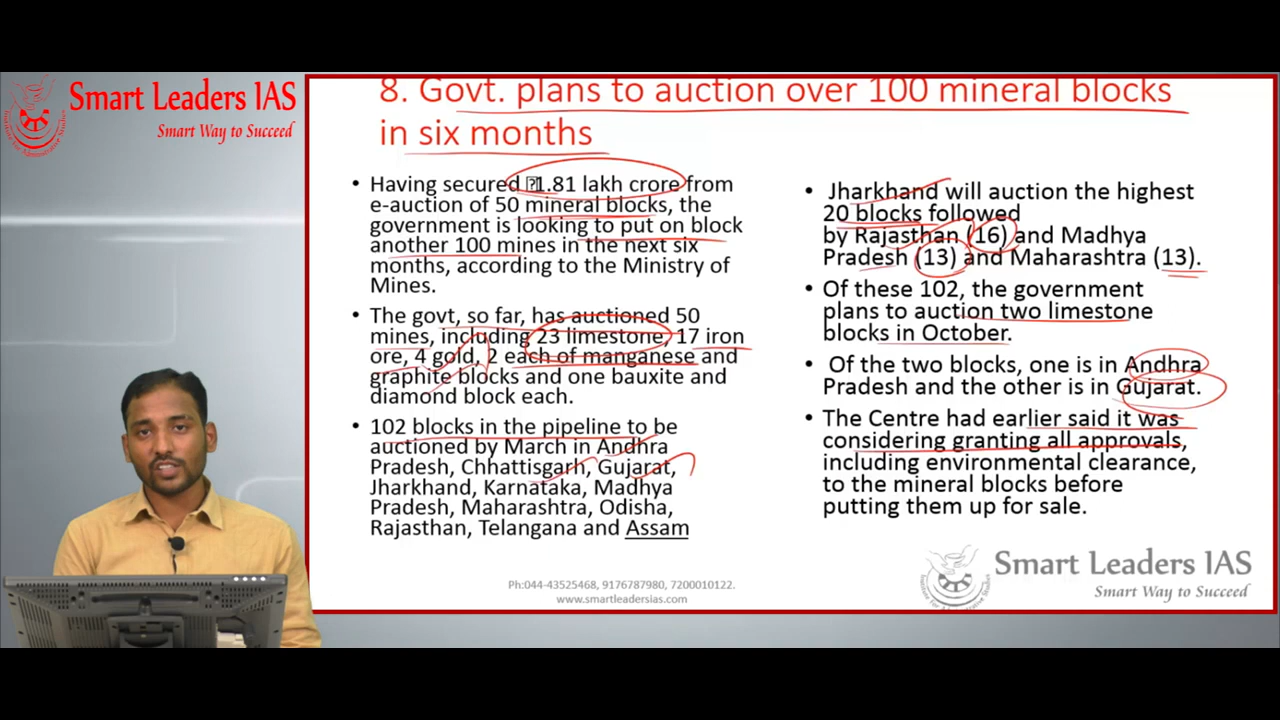 Smart Leaders IAS
Smart Way to Succeed
8. Govt. plans to auction over 100 mineral blocks
in six months
• Having secured 1.81 lakh crore from
e-auction of 50 mineral blocks, the
government is looking to put on block
another 100 mines in the next six
months, according to the Ministry of
Mines.
• The govt, so far, has auctioned 50
mines, including 23 limestone, 17 iron
ore, 4 gold, 2 each of manganese and
graphite blocks and one bauxite and
diamond block each.
• 102 blocks in the pipeline to be
auctioned by March in Andhra
Pradesh, Chhattisgarh, Gujarat,
Jharkhand, Karnataka, Madhya
Pradesh, Maharashtra, Odisha,
Rajasthan, Telangana and Assam
• Jharkhand will auction the highest
20 blocks followed
by Rajasthan (16) and Madhya
Pradesh (13) and Maharashtra (13).
• Of these 102, the government
plans to auction two limestone
blocks in October.
• Of the two blocks, one is in Andhra
Pradesh and the other is in Gujarat.
• The Centre had earlier said it was
considering granting all approvals,
including environmental clearance,
to the mineral blocks before
putting them up for sale.
Ph:044-43525468, 9176787980, 7200010122.
www.smartleadersias.com
Smart Leaders IAS
Smart Way to Succeed